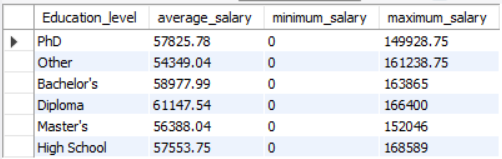 Education_level average_salary minimum_salary maximum_salary
PhD 57825.78 0 149928.75
Other 54349.04 0 161238.75
Bachelor's 58977.99 0 163865
Diploma 61147.54 0 166400
Master's 56388.04 0 152046
High School 57553.75 0 168589